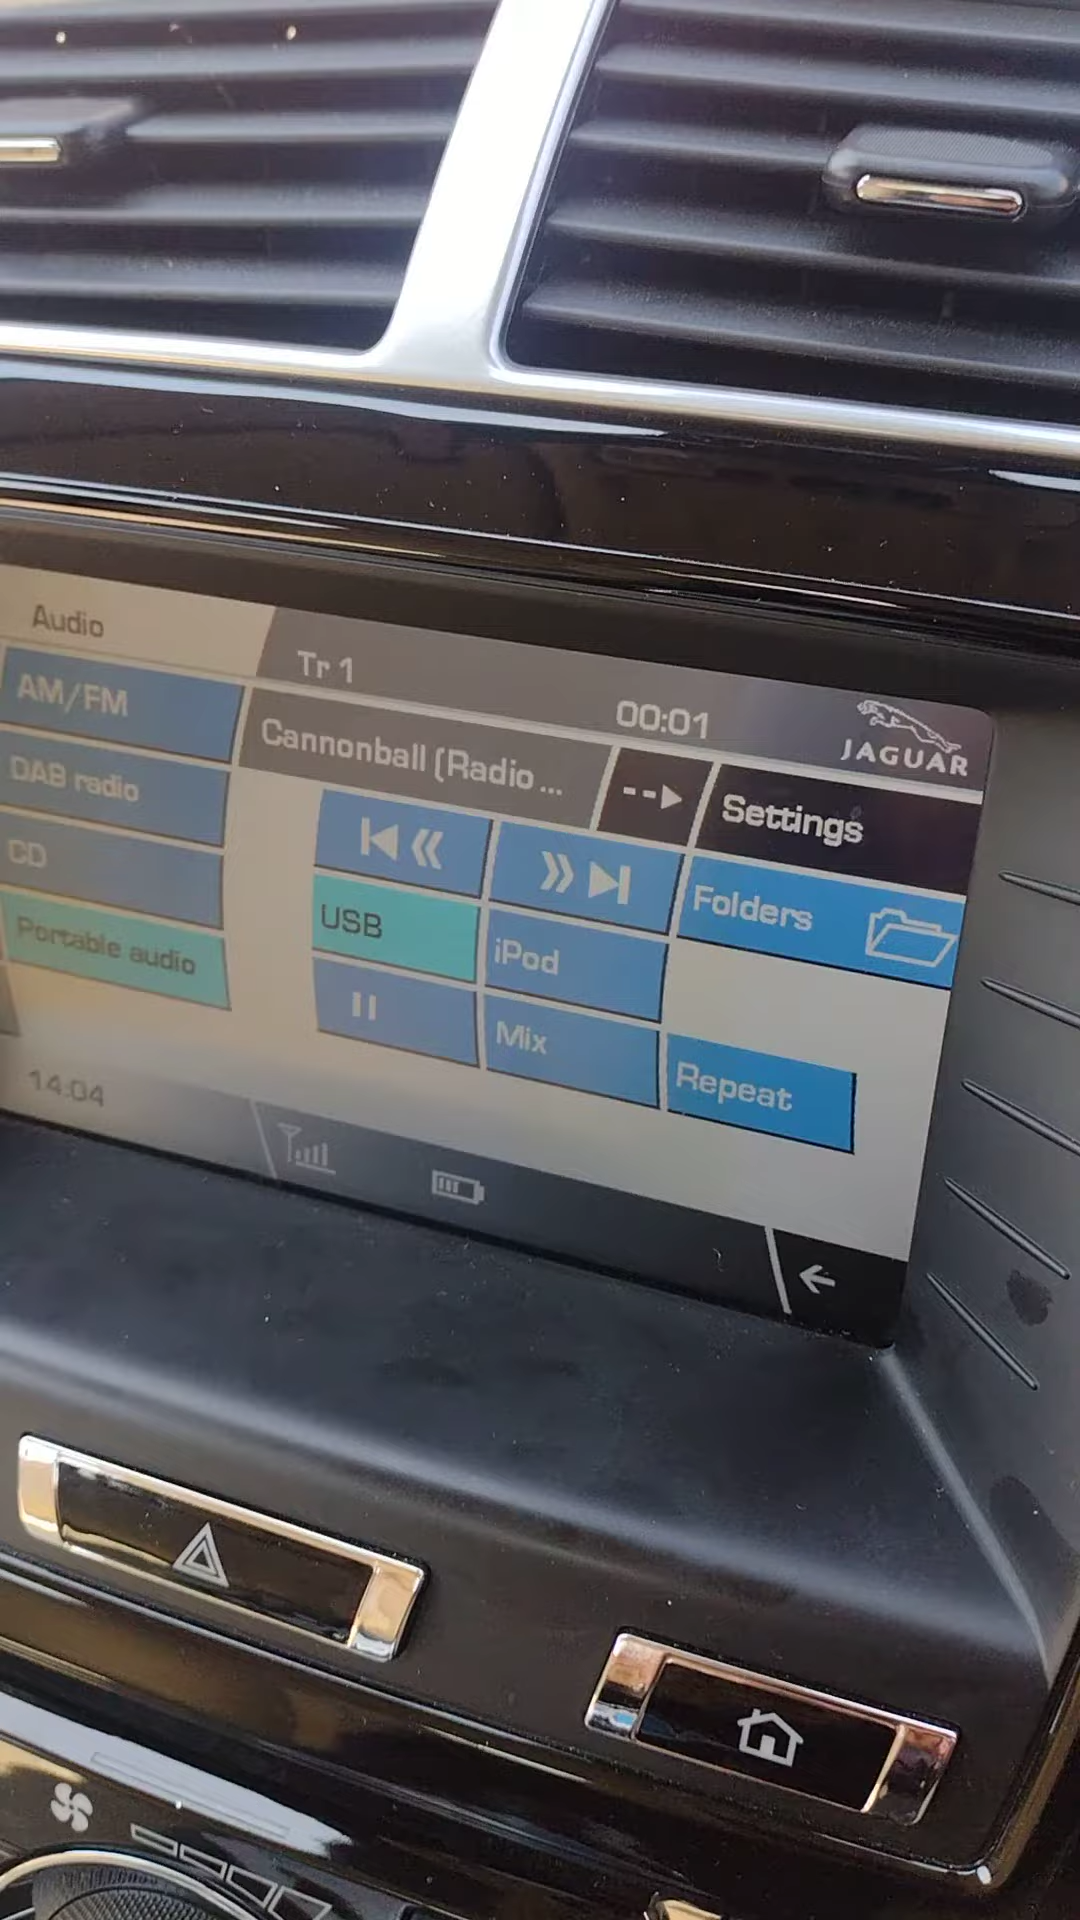 Audio
Tr 1
00:01
JAGUAR
AM/FM
Cannonball (Radio ...
Settings
DAB radio
Folders
CD
USB
iPod
Portable audio
Mix
Repeat
14:04